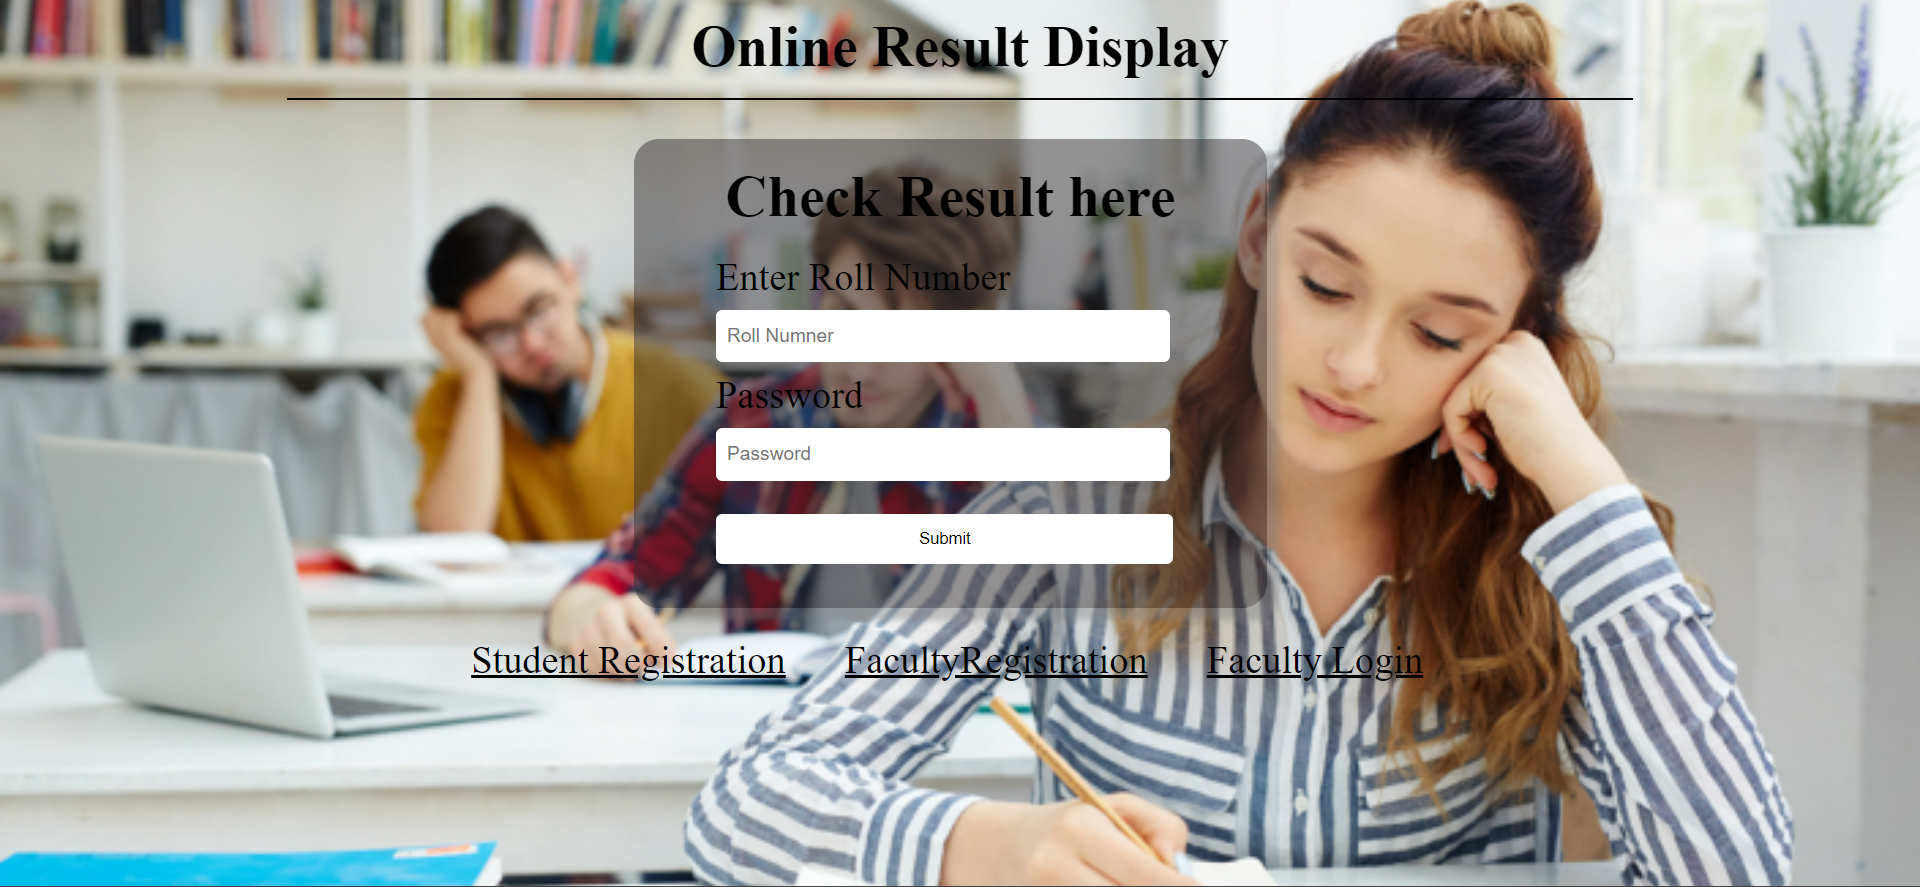 Online Result Display
Check Result here
Enter Roll Number
Roll Numner
Password
Password
Submit
Student Registration FacultyRegistration Faculty Login